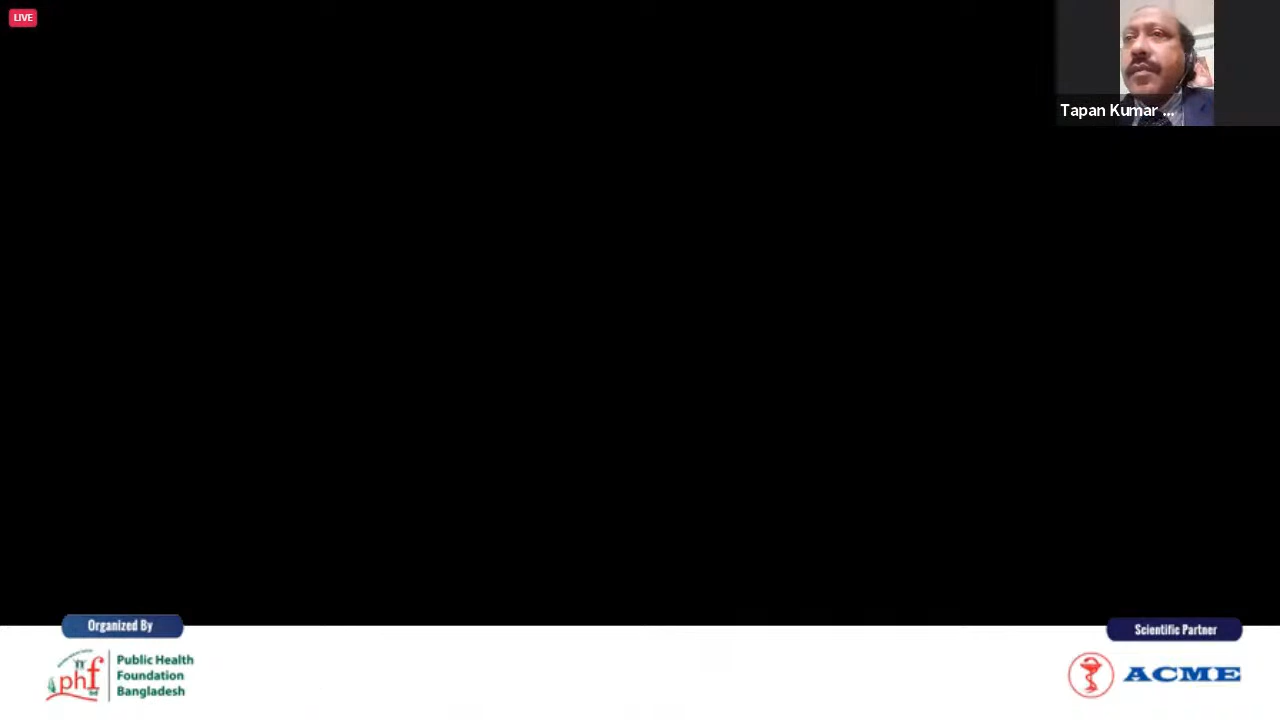 LIVE
Tapan Kumar ...
Organized By
phf
Public Health
Foundation
Bangladesh
Scientific Partner
ACME